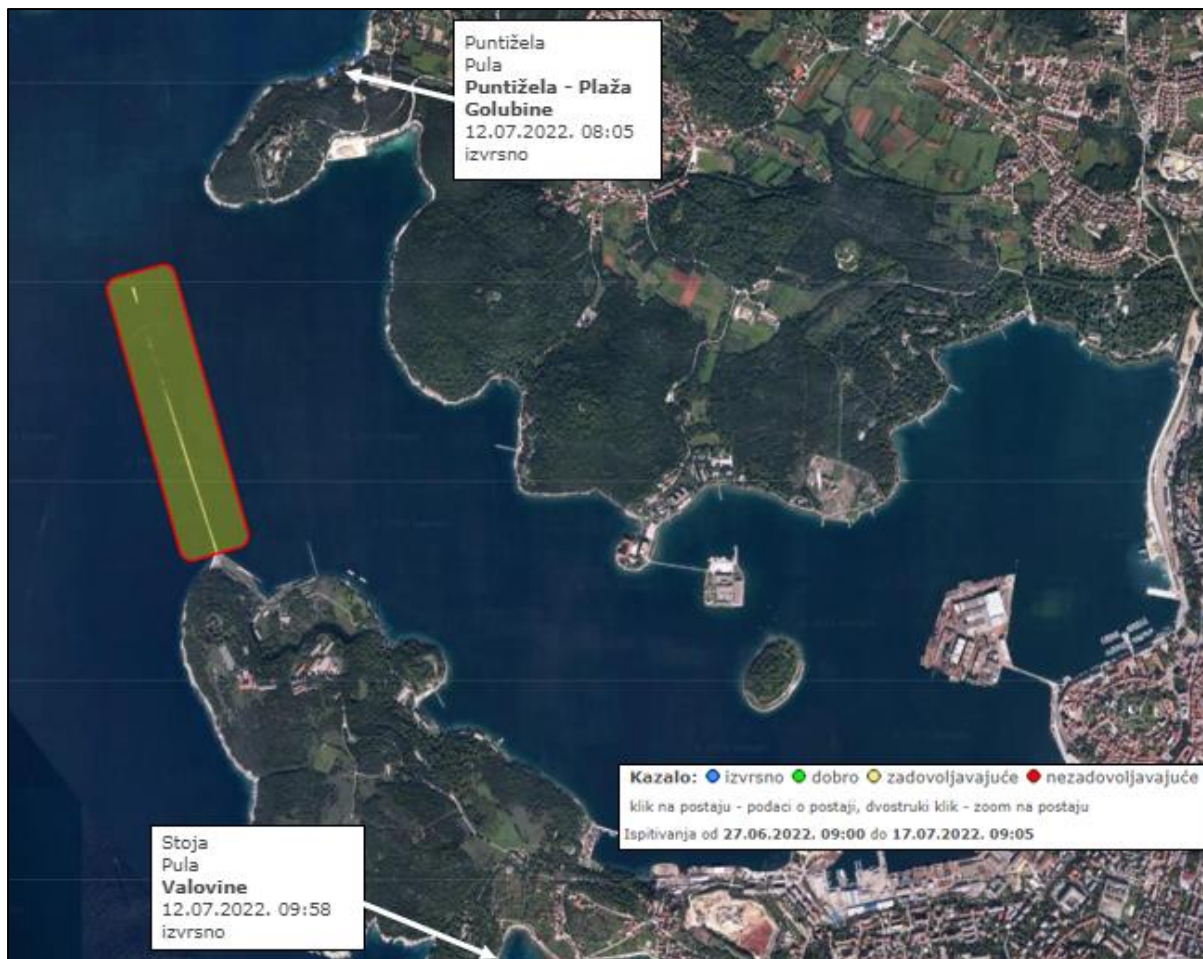 Puntižela
Pula
Puntižela - Plaža
Golubine
12.07.2022. 08:05
izvrsno
Kazalo: izvrsno dobro zadovoljavajuće nezadovoljavajuće
klik na postaju - podaci o postaji, dvostruki klik - zoom na postaju
Ispitivanja od 27.06.2022. 09:00 do 17.07.2022. 09:05
Stoja
Pula
Valovine
12.07.2022. 09:58
izvrsno